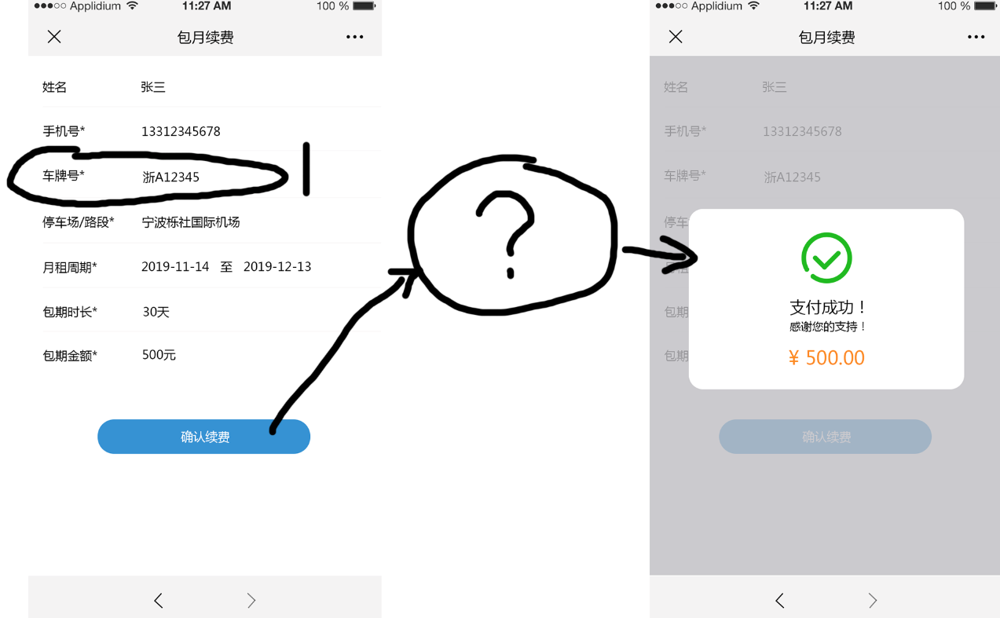 Applidium 11:27 AM 100 %
包月续费
姓名 张三
手机号* 13312345678
车牌号* 浙A12345
停车场/路段* 宁波栎社国际机场
月租周期* 2019-11-14 至 2019-12-13
包期时长* 30天
包期金额* 500元
确认续费
?
Applidium 11:27 AM 100 %
包月续费
姓名 张三
手机号* 13312345678
车牌号* 浙A12345
停车
月租
支付成功！
包期
感谢您的支持！
包期
¥ 500.00
确认续费